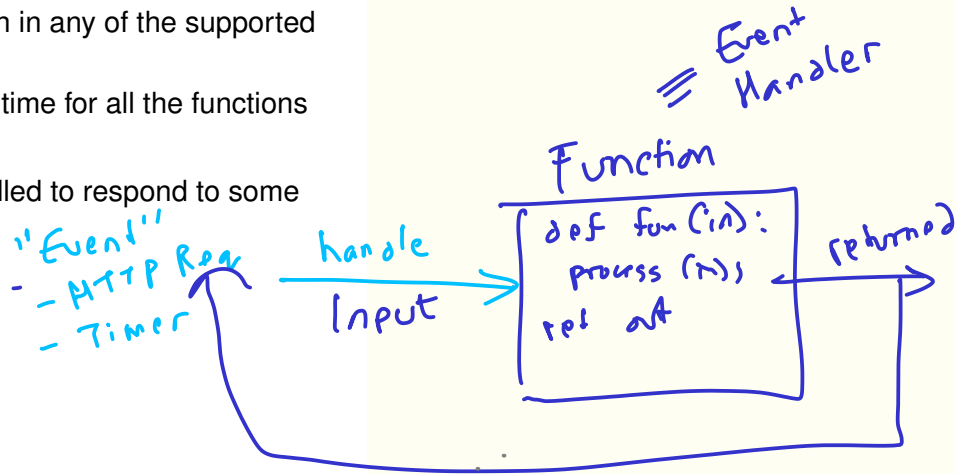 n in any of the supported
time for all the functions
lled to respond to some
Event
Handler
Function
def fun(in):
process (in);
ret out
returned
"Event"
- HTTP Req
- Timer
handle
Input